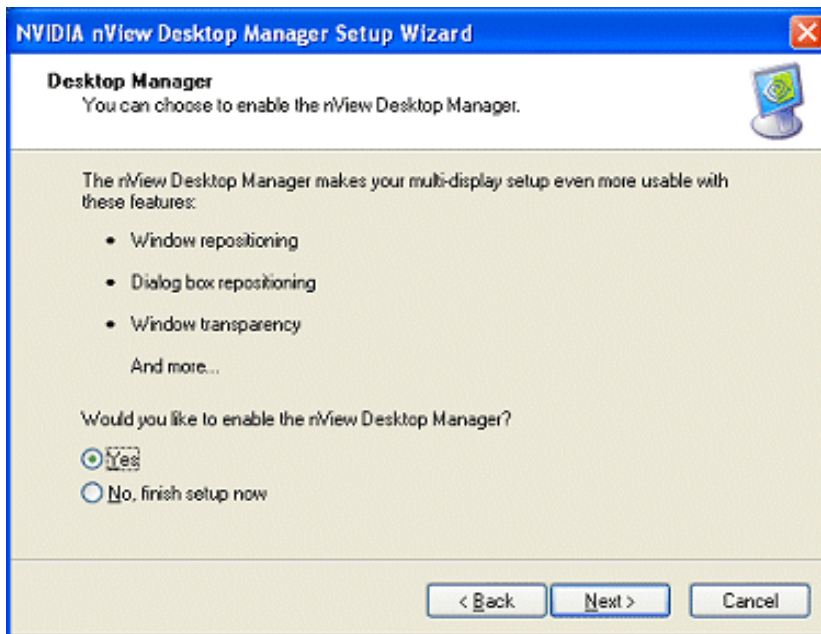 NVIDIA nView Desktop Manager Setup Wizard
Desktop Manager
You can choose to enable the nView Desktop Manager.
The nView Desktop Manager makes your multi-display setup even more usable with
these features:
• Window repositioning
• Dialog box repositioning
• Window transparency
And more...
Would you like to enable the nView Desktop Manager?
Yes
No, finish setup now
< Back
Next >
Cancel